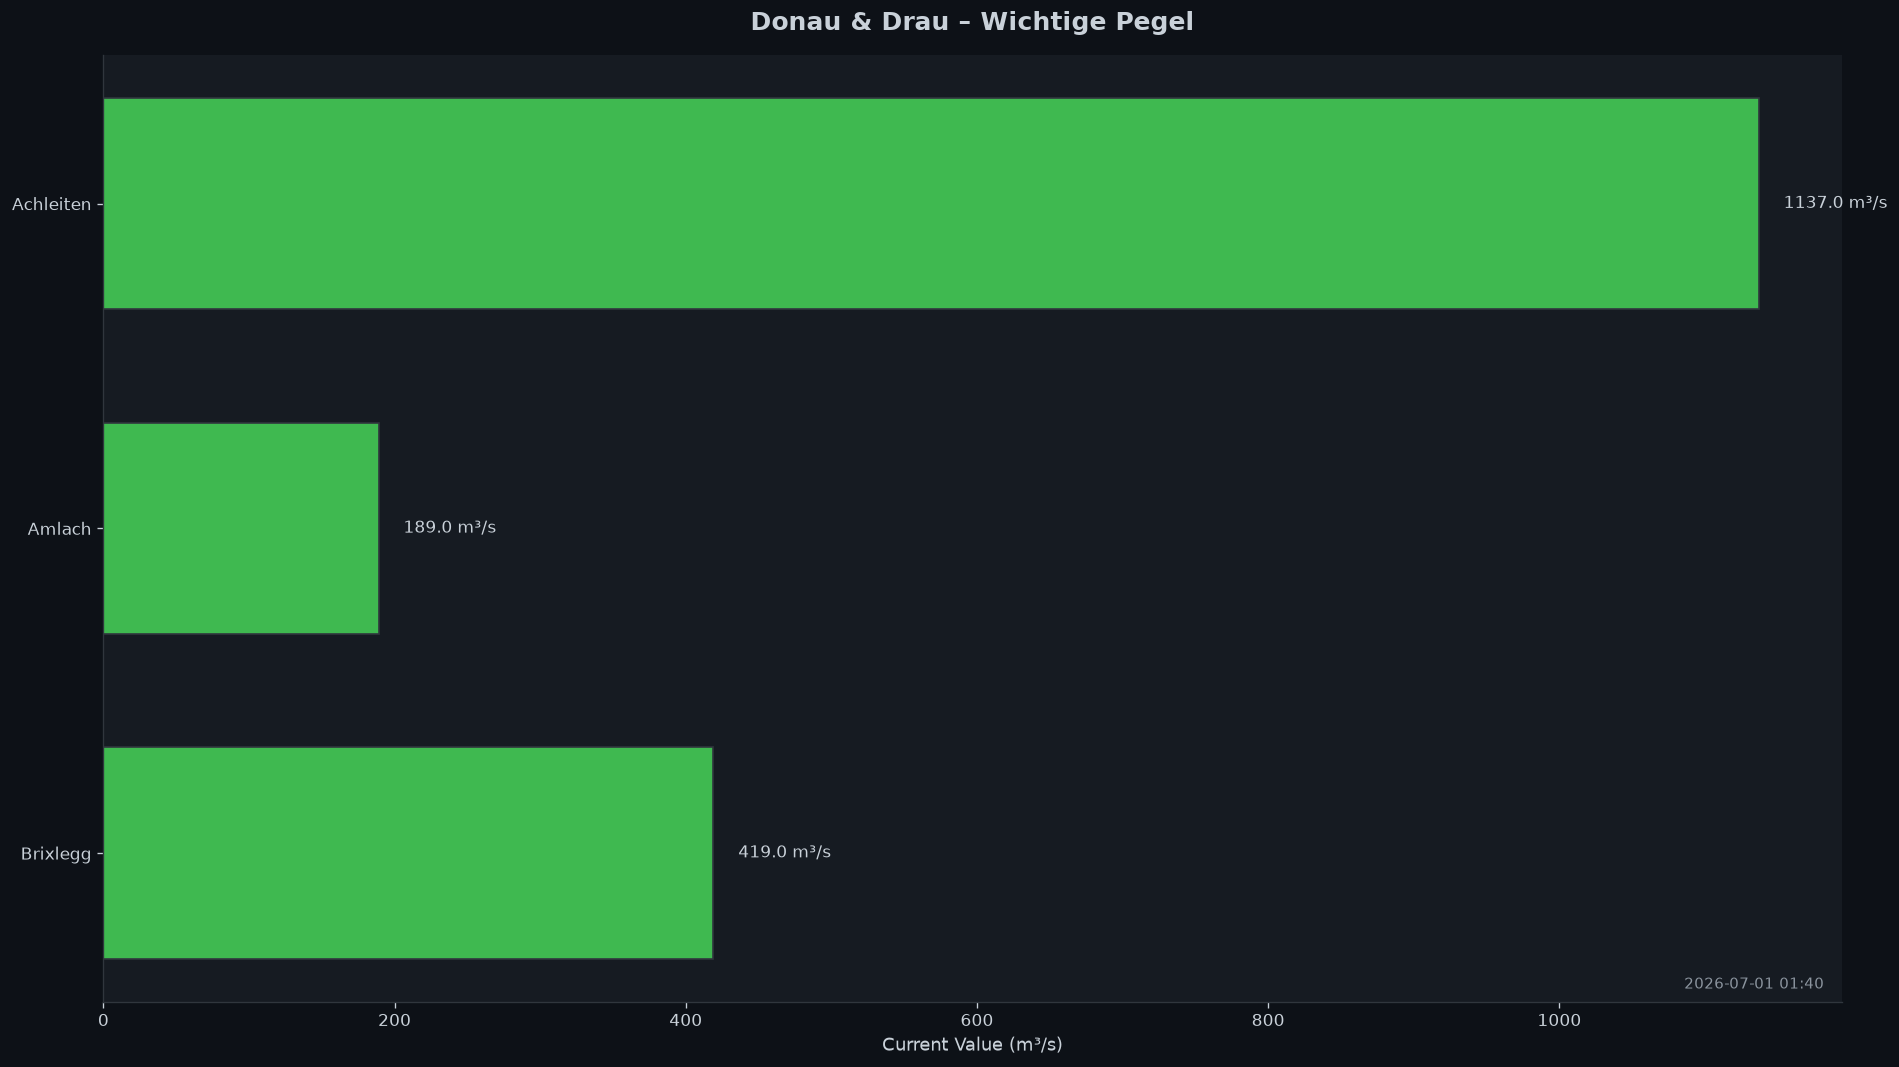 Donau & Drau – Wichtige Pegel
Achleiten
1137.0 m³/s
Amlach
189.0 m³/s
Brixlegg
419.0 m³/s
2026-07-01 01:40
0 200 400 600 800 1000
Current Value (m³/s)